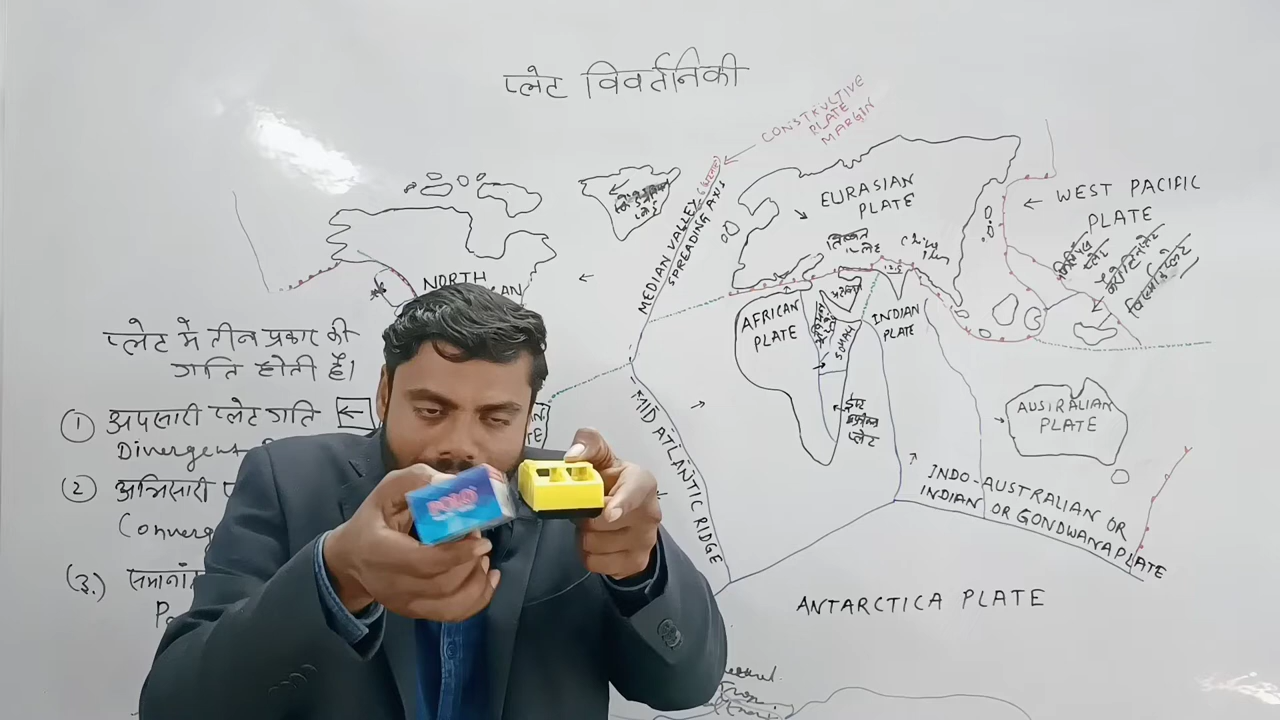 प्लेट विवर्तनिकी
CONSTRUCTIVE
PLATE
MARGIN
MEDIAN VALLEY
SPREADING AXIS
EURASIAN
PLATE
WEST PACIFIC
PLATE
NORTH
AFRICAN
PLATE
INDIAN
PLATE
प्लेट में तीन प्रकार की
गति होती है।
① अपसारी प्लेट गति
Divergent
② अभिसारी
Converg
(३.) समानां
MID ATLANTIC RIDGE
AUSTRALIAN
PLATE
INDO-AUSTRALIAN OR
INDIAN OR GONDWANA PLATE
ANTARCTICA PLATE